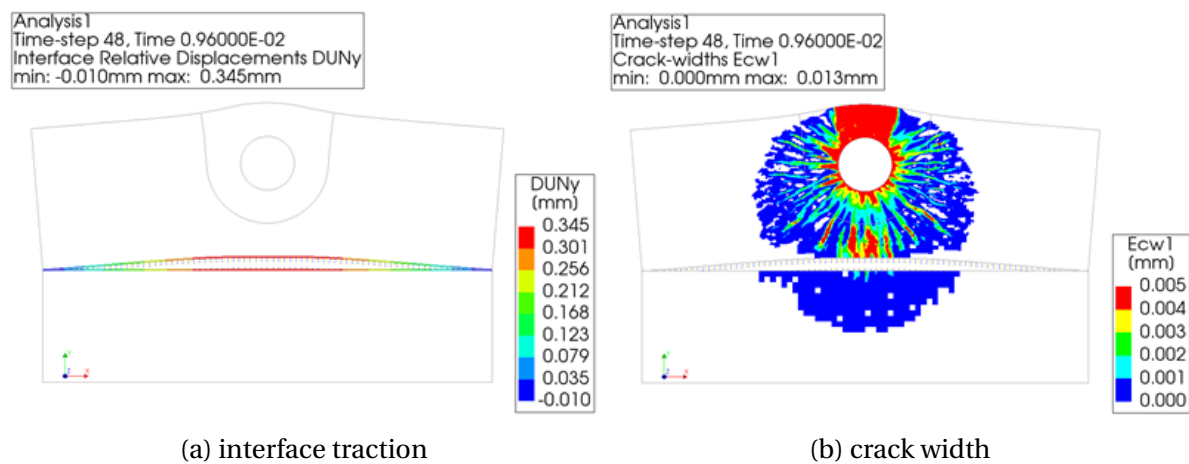 Analysis1
Time-step 48, Time 0.96000E-02
Interface Relative Displacements DUNy
min: -0.010mm max: 0.345mm
DUNy
(mm)
0.345
0.301
0.256
0.212
0.168
0.123
0.079
0.035
-0.010
Y
Z
X
(a) interface traction
Analysis1
Time-step 48, Time 0.96000E-02
Crack-widths Ecw1
min: 0.000mm max: 0.013mm
Ecw1
(mm)
0.005
0.004
0.003
0.002
0.001
0.000
Y
Z
X
(b) crack width